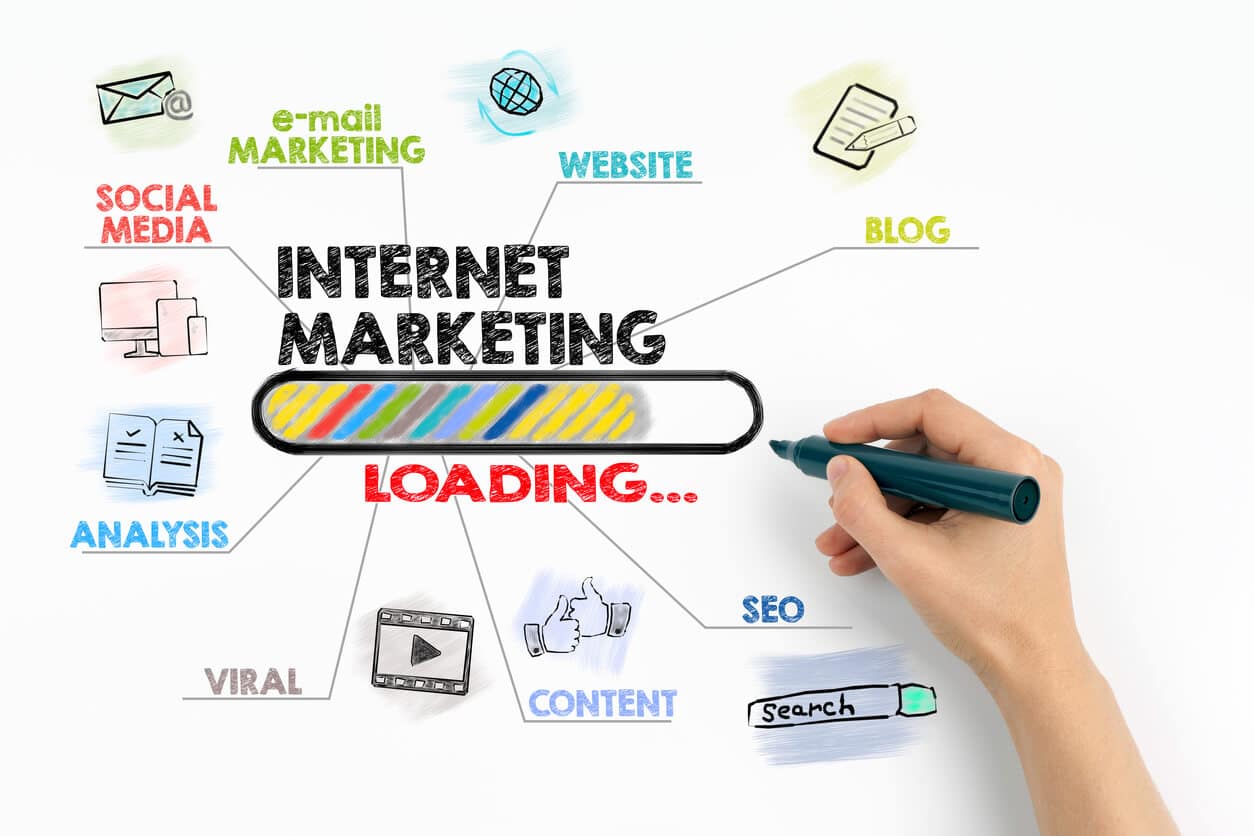 e-mail
MARKETING
WEBSITE
SOCIAL
MEDIA
BLOG
INTERNET
MARKETING
LOADING...
ANALYSIS
SEO
VIRAL
CONTENT
search
@